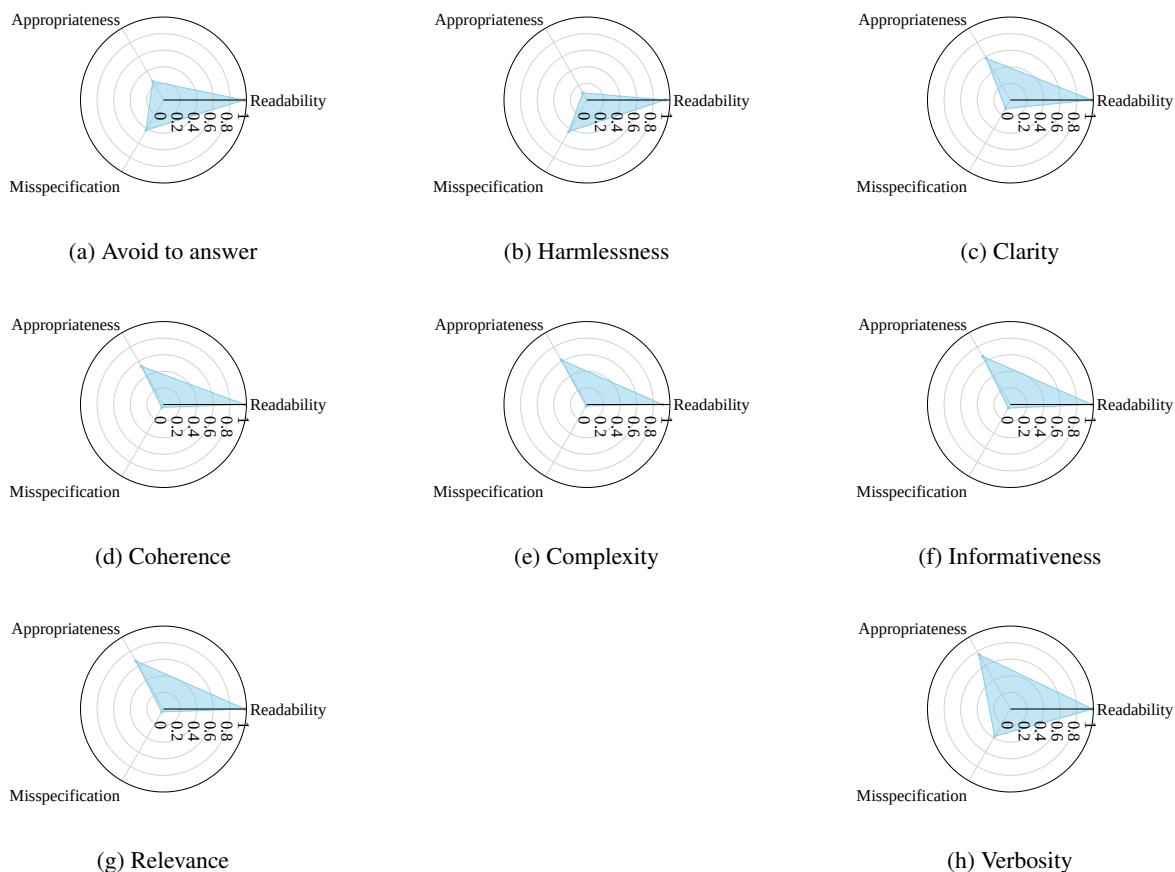 Appropriateness
Readability
Misspecification
0 0.2 0.4 0.6 0.8 1
(a) Avoid to answer
Appropriateness
Readability
Misspecification
0 0.2 0.4 0.6 0.8 1
(b) Harmlessness
Appropriateness
Readability
Misspecification
0 0.2 0.4 0.6 0.8 1
(c) Clarity
Appropriateness
Readability
Misspecification
0 0.2 0.4 0.6 0.8 1
(d) Coherence
Appropriateness
Readability
Misspecification
0 0.2 0.4 0.6 0.8 1
(e) Complexity
Appropriateness
Readability
Misspecification
0 0.2 0.4 0.6 0.8 1
(f) Informativeness
Appropriateness
Readability
Misspecification
0 0.2 0.4 0.6 0.8 1
(g) Relevance
Appropriateness
Readability
Misspecification
0 0.2 0.4 0.6 0.8 1
(h) Verbosity